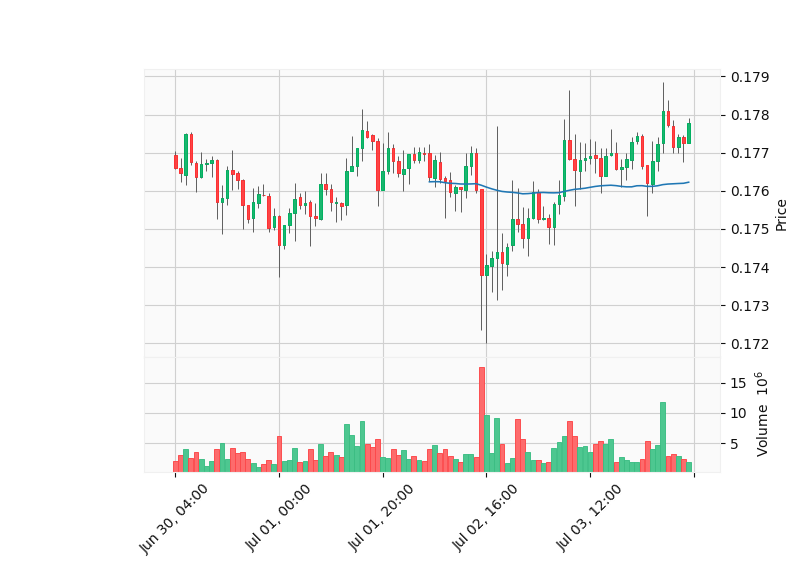 0.179
0.178
0.177
0.176
0.175
0.174
0.173
0.172
Price
15
10
5
Volume 10^6
Jun 30, 04:00
Jul 01, 00:00
Jul 01, 20:00
Jul 02, 16:00
Jul 03, 12:00